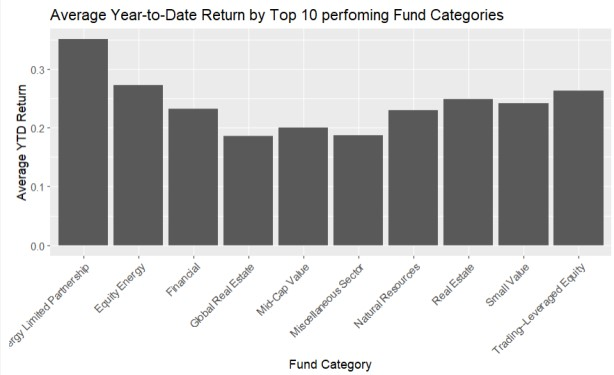 Average Year-to-Date Return by Top 10 perfoming Fund Categories
Average YTD Return
0.3
0.2
0.1
0.0
ergy Limited Partnership
Equity Energy
Financial
Global Real Estate
Mid-Cap Value
Miscellaneous Sector
Natural Resources
Real Estate
Small Value
Trading--Leveraged Equity
Fund Category